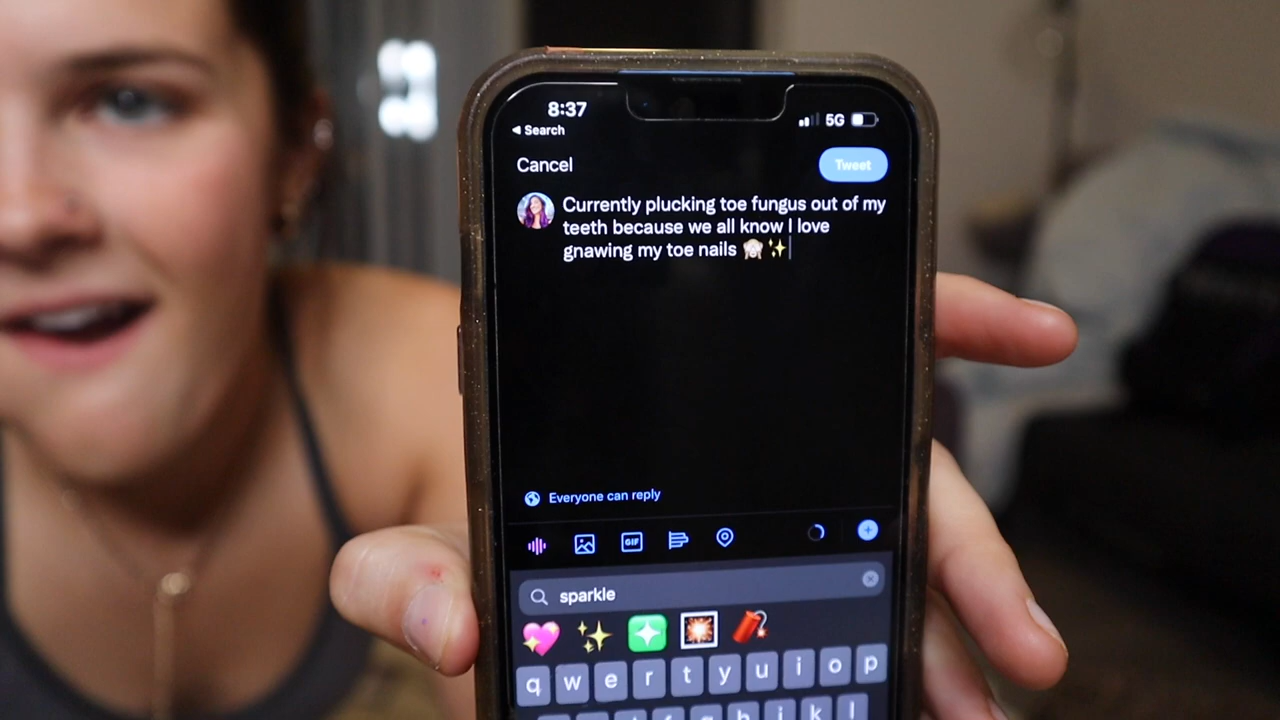 8:37
5G
Search
Cancel
Tweet
Currently plucking toe fungus out of my
teeth because we all know I love
gnawing my toe nails 🙈✨
Everyone can reply
GIF
sparkle
q w e r t y u i o p
h j k l